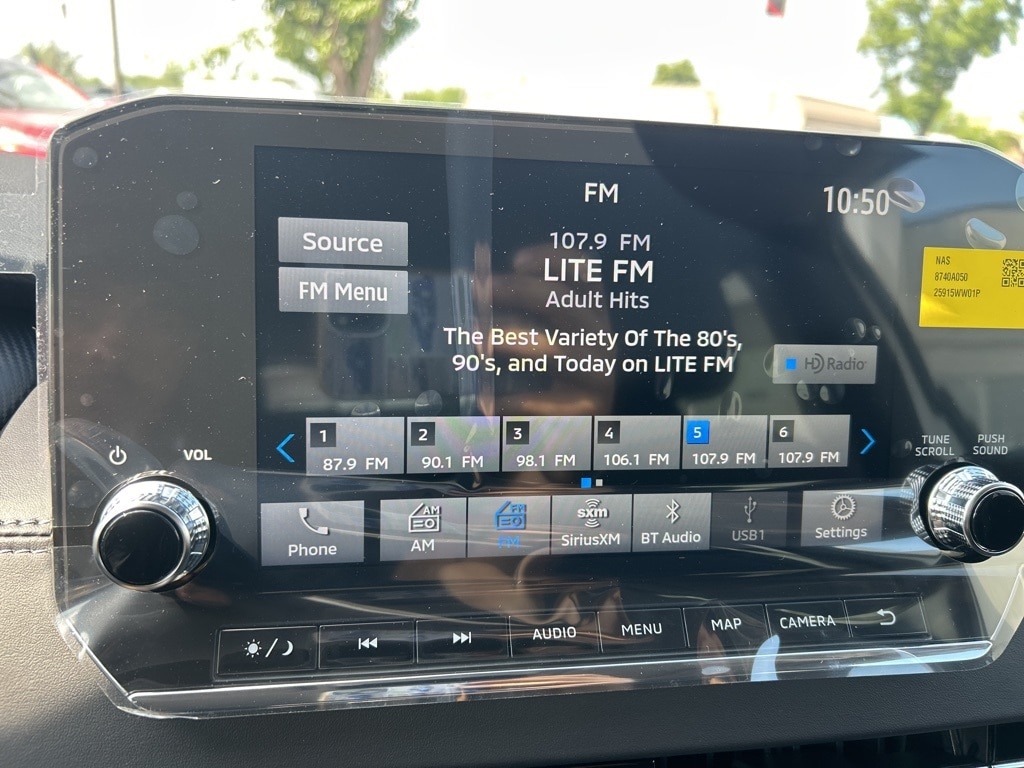 FM
10:50
Source
107.9 FM
LITE FM
FM Menu
Adult Hits
The Best Variety Of The 80's,
90's, and Today on LITE FM
HD Radio
NAS
8740A050
25915WW01P
1 2 3 4 5 6
87.9 FM 90.1 FM 98.1 FM 106.1 FM 107.9 FM 107.9 FM
VOL
TUNE
SCROLL
PUSH
SOUND
AM FM sxm
Phone AM FM SiriusXM BT Audio USB1 Settings
AUDIO MENU MAP CAMERA